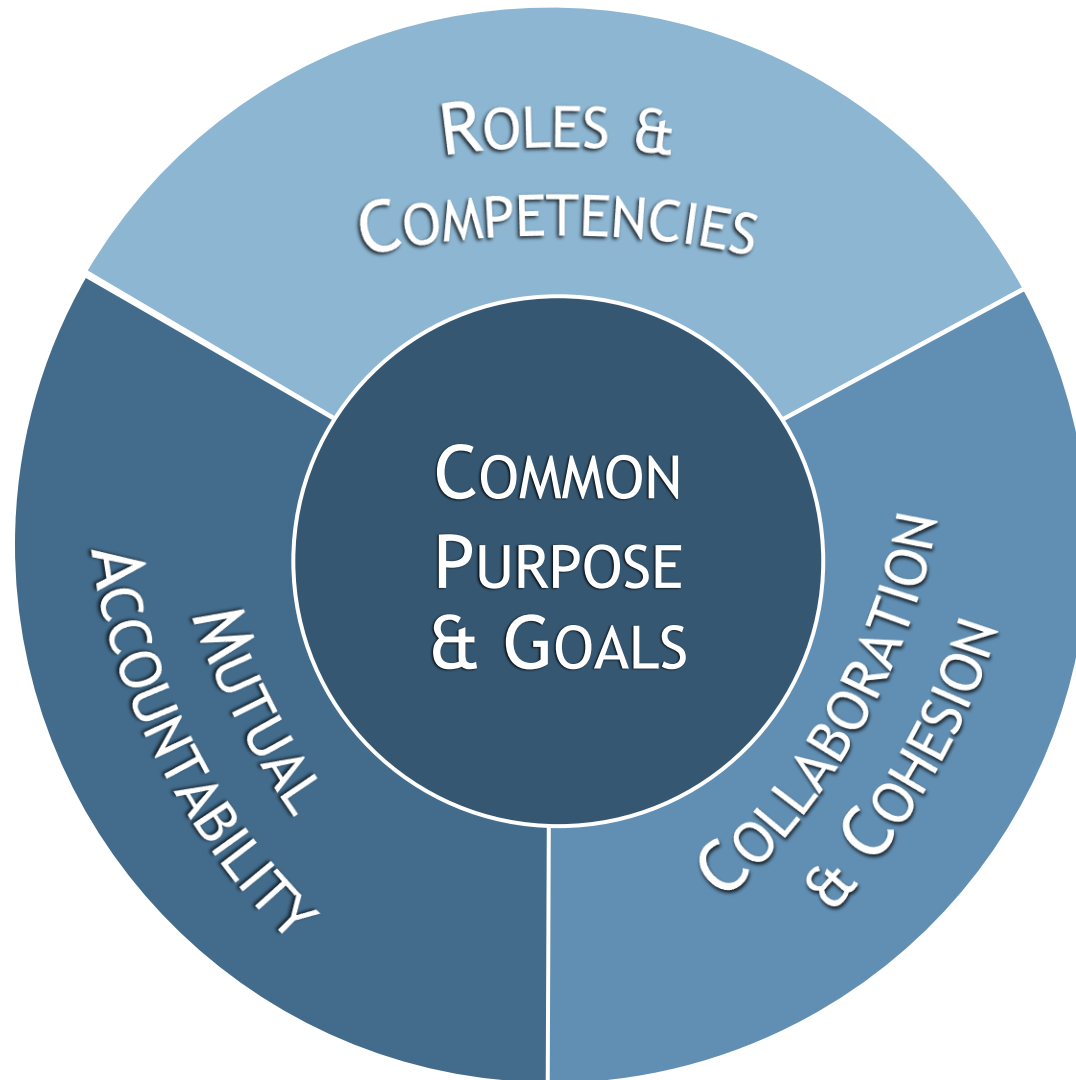 ROLES &
COMPETENCIES
COMMON
PURPOSE
& GOALS
MUTUAL
ACCOUNTABILITY
COLLABORATION
& COHESION